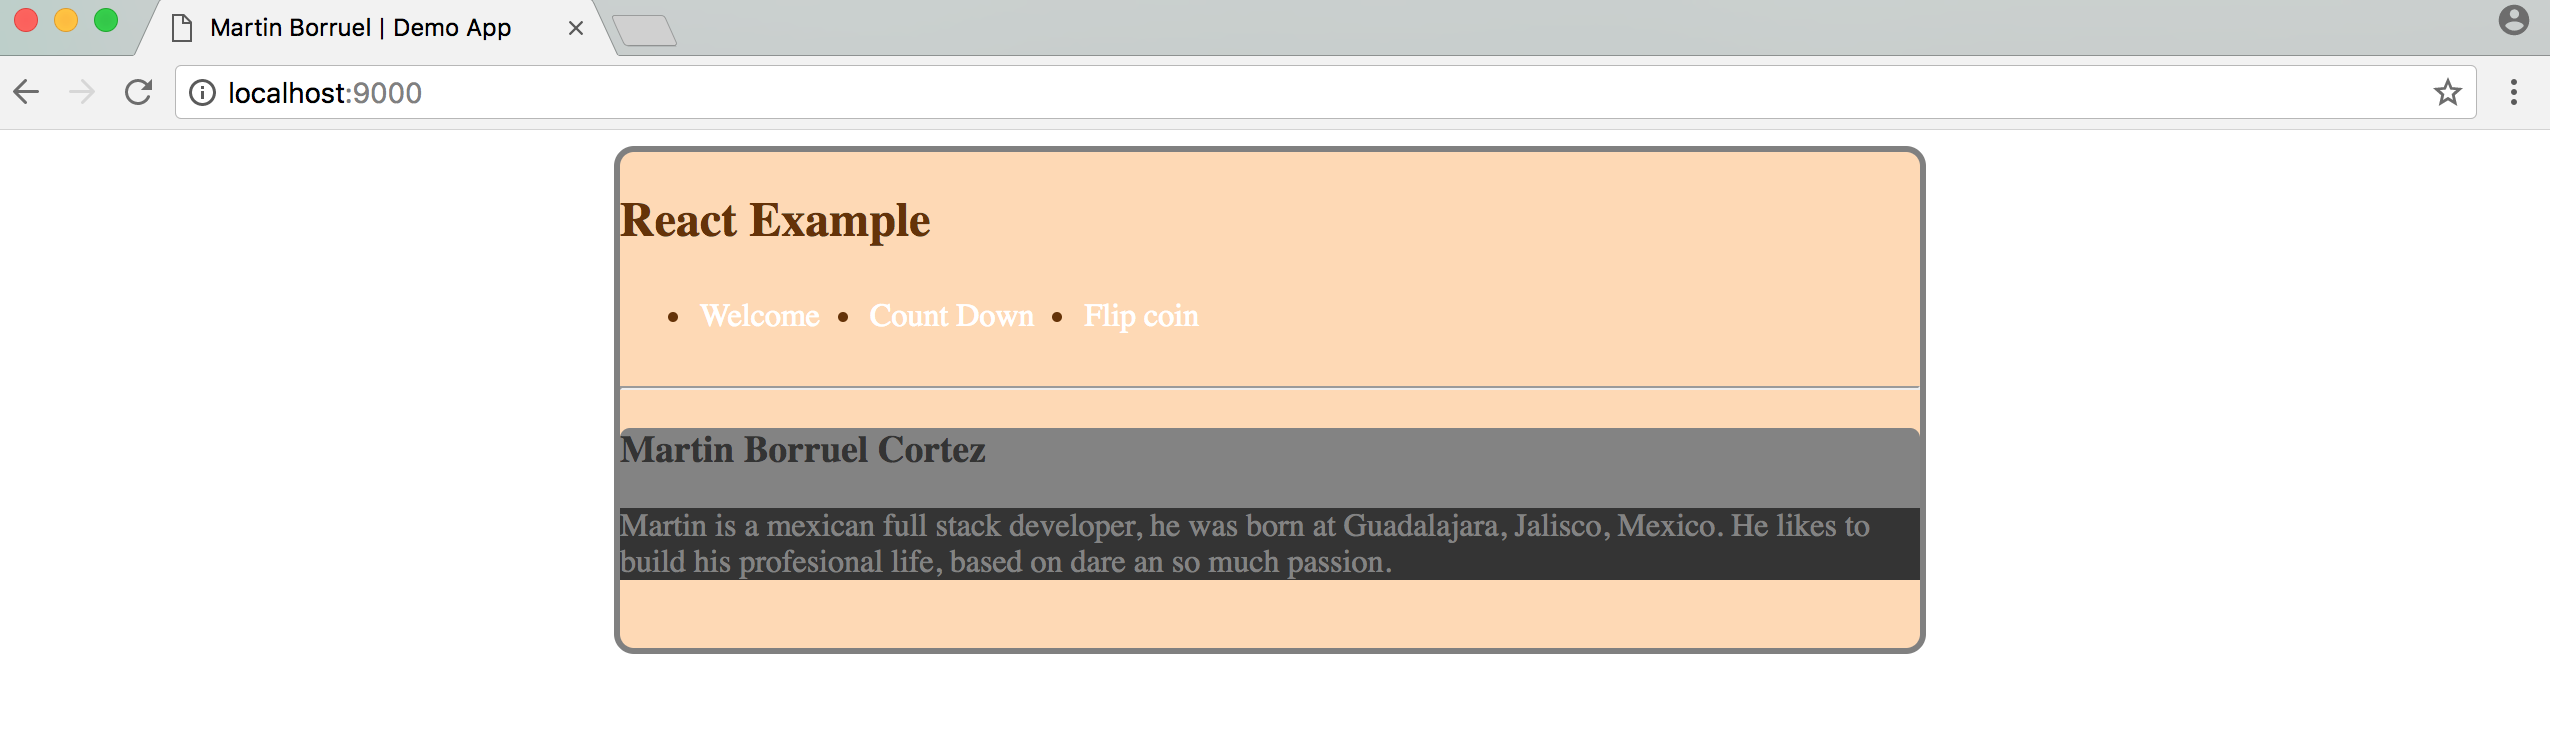 Martin Borruel | Demo App
localhost:9000
React Example
• Welcome • Count Down • Flip coin
Martin Borruel Cortez
Martin is a mexican full stack developer, he was born at Guadalajara, Jalisco, Mexico. He likes to
build his profesional life, based on dare an so much passion.